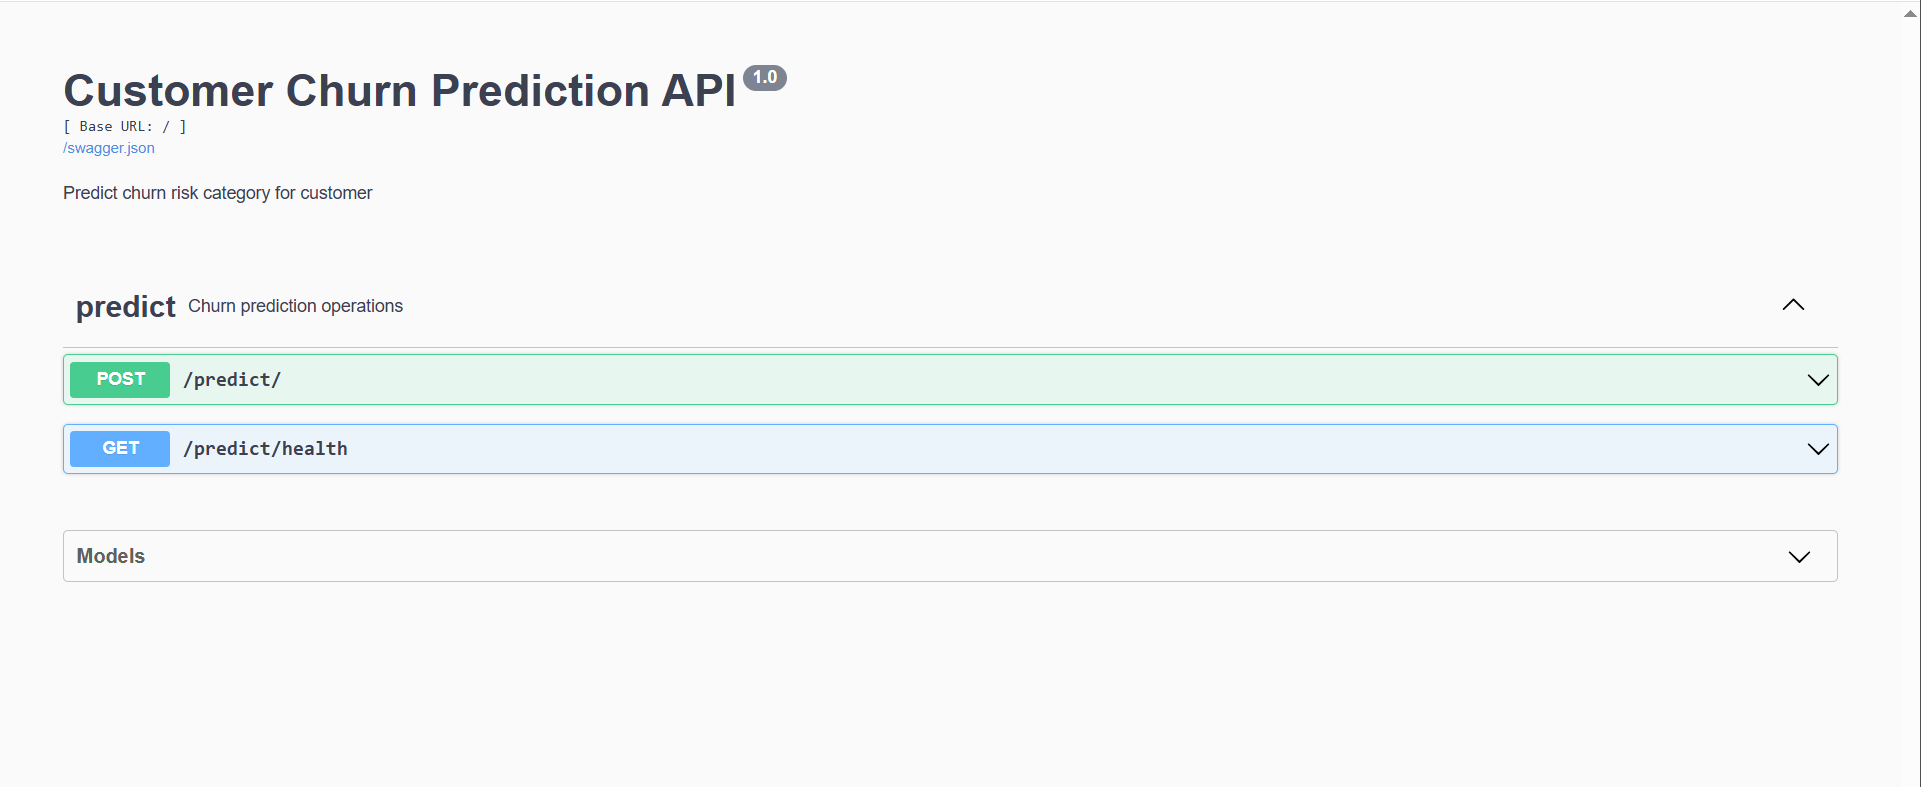 Customer Churn Prediction API 1.0
[ Base URL: / ]
/swagger.json
Predict churn risk category for customer
predict Churn prediction operations
POST /predict/
GET /predict/health
Models